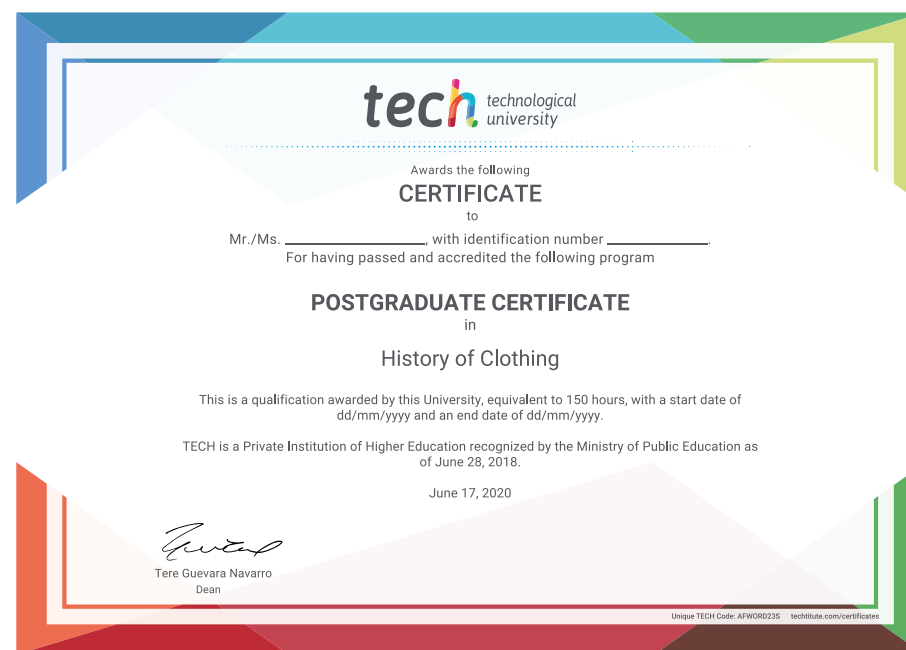 tech technological
university
Awards the following
CERTIFICATE
to
Mr./Ms. ____________________, with identification number ______________.
For having passed and accredited the following program
POSTGRADUATE CERTIFICATE
in
History of Clothing
This is a qualification awarded by this University, equivalent to 150 hours, with a start date of
dd/mm/yyyy and an end date of dd/mm/yyyy.
TECH is a Private Institution of Higher Education recognized by the Ministry of Public Education as
of June 28, 2018.
June 17, 2020
Tere Guevara Navarro
Dean
Unique TECH Code: AFWORD23S techtitute.com/certificates